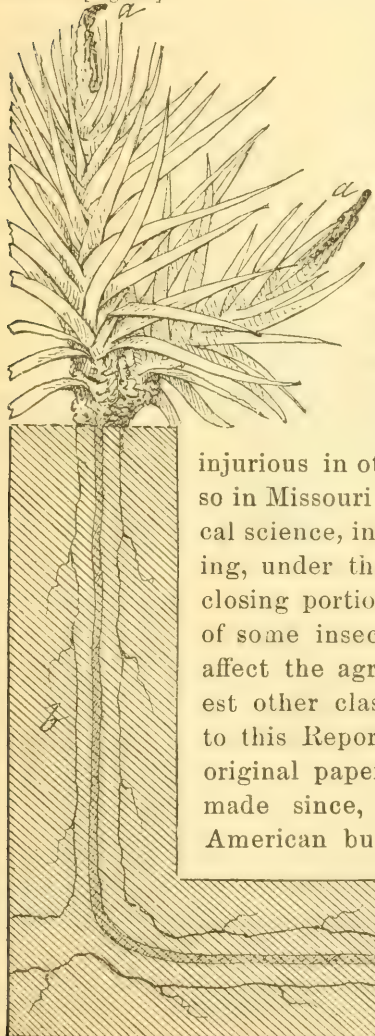 a
a
injurious in ot
so in Missouri
cal science, in
ing, under th
closing portio
of some insec
affect the agr
est other clas
to this Repor
original pape
made since,
American bu
b